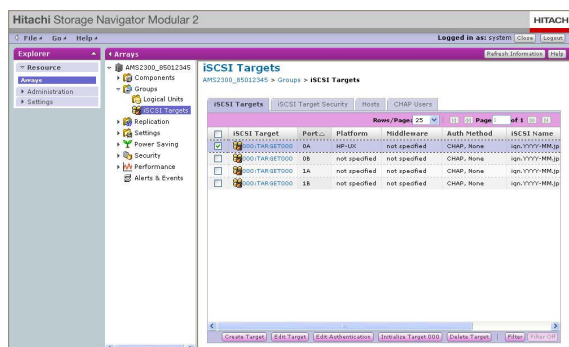 Hitachi Storage Navigator Modular 2
HITACH
File Go Help
Logged in as: system Close Logout
Explorer
Arrays
Refresh Information Help
Resource
Arrays
Administration
Settings
AMS2300_85012345
Components
Groups
Logical Units
iSCSI Targets
Replication
Settings
Power Saving
Security
Performance
Alerts & Events
iSCSI Targets
AMS2300_85012345 > Groups > iSCSI Targets
iSCSI Targets iSCSI Target Security Hosts CHAP Users
Rows/Page: 25 Page of 1
iSCSI Target Port Platform Middleware Auth Method iSCSI Name
000:TARGET000 0A HP-UX not specified CHAP, None iqn.YYYY-MM.jp
000:TARGET000 0B not specified not specified CHAP, None iqn.YYYY-MM.jp
000:TARGET000 1A not specified not specified CHAP, None iqn.YYYY-MM.jp
000:TARGET000 1B not specified not specified CHAP, None iqn.YYYY-MM.jp
Create Target Edit Target Edit Authentication Initialize Target 000 Delete Target Filter Filter Off